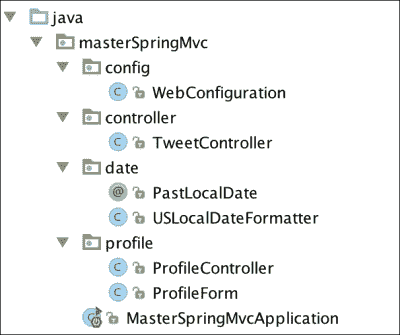 java
masterSpringMvc
config
C WebConfiguration
controller
C TweetController
date
@ PastLocalDate
C USLocalDateFormatter
profile
C ProfileController
C ProfileForm
C MasterSpringMvcApplication